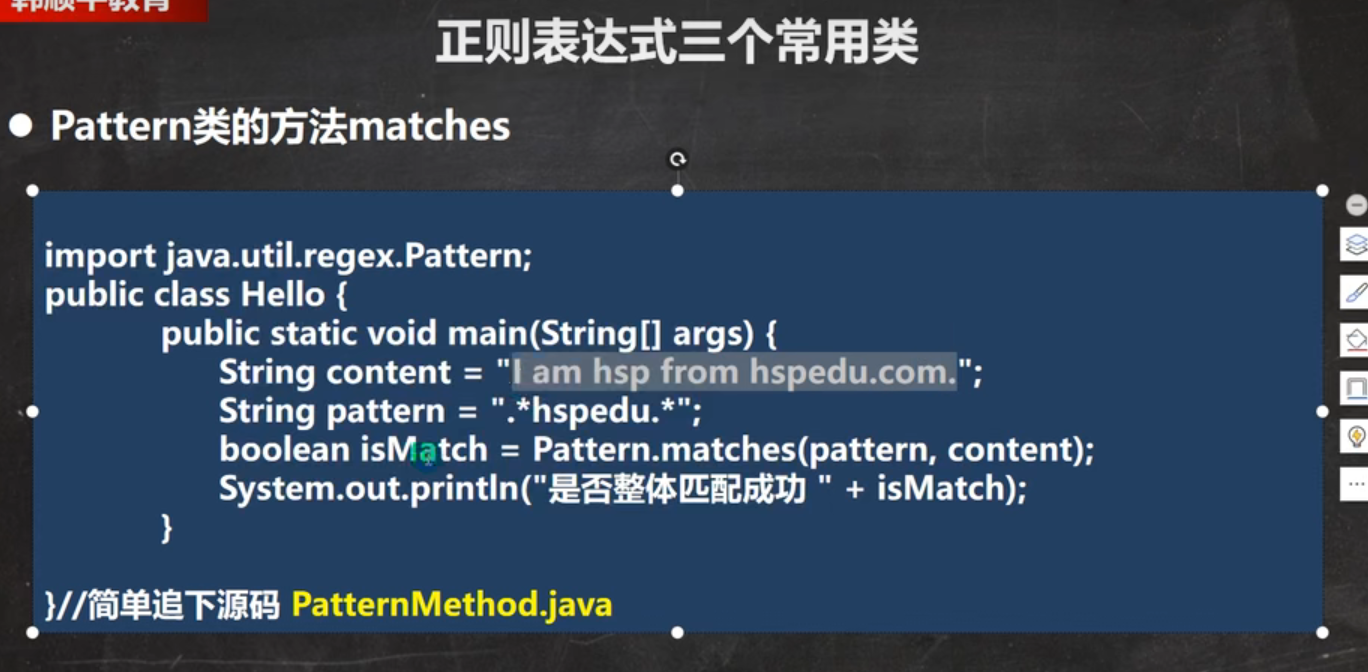 韩顺平教育
正则表达式三个常用类
Pattern类的方法matches
import java.util.regex.Pattern;
public class Hello {
public static void main(String[] args) {
String content = "I am hsp from hspedu.com.";
String pattern = ".*hspedu.*";
boolean isMatch = Pattern.matches(pattern, content);
System.out.println("是否整体匹配成功 " + isMatch);
}
}//简单追下源码 PatternMethod.java